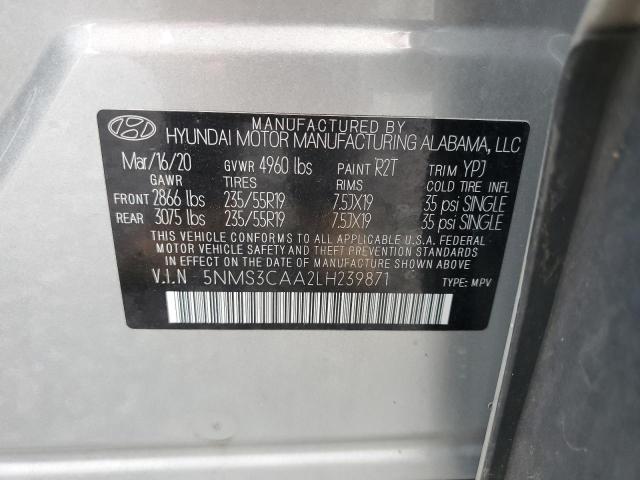 MANUFACTURED BY
HYUNDAI MOTOR MANUFACTURING ALABAMA, LLC
Mar/16/20 GVWR 4960 lbs PAINT R2T TRIM YPJ
GAWR TIRES RIMS COLD TIRE INFL
FRONT 2866 lbs 235/55R19 7.5JX19 35 psi SINGLE
REAR 3075 lbs 235/55R19 7.5JX19 35 psi SINGLE
THIS VEHICLE CONFORMS TO ALL APPLICABLE U.S.A. FEDERAL
MOTOR VEHICLE SAFETY AND THEFT PREVENTION STANDARDS
IN EFFECT ON THE DATE OF MANUFACTURE SHOWN ABOVE.
V.I.N 5NMS3CAA2LH239871 TYPE: MPV